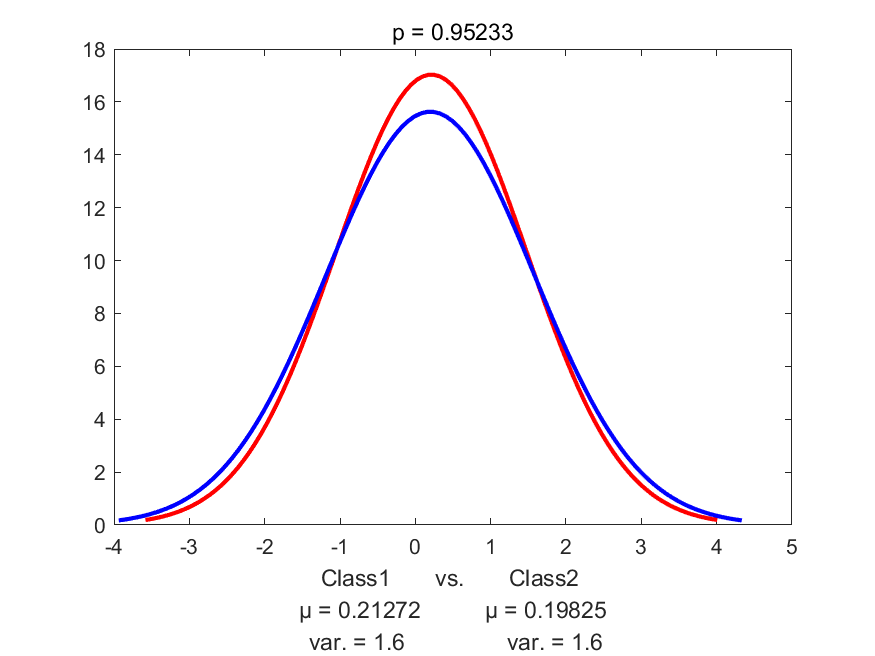 p = 0.95233
18
16
14
12
10
8
6
4
2
0
-4 -3 -2 -1 0 1 2 3 4 5
Class1 vs. Class2
μ = 0.21272 μ = 0.19825
var. = 1.6 var. = 1.6